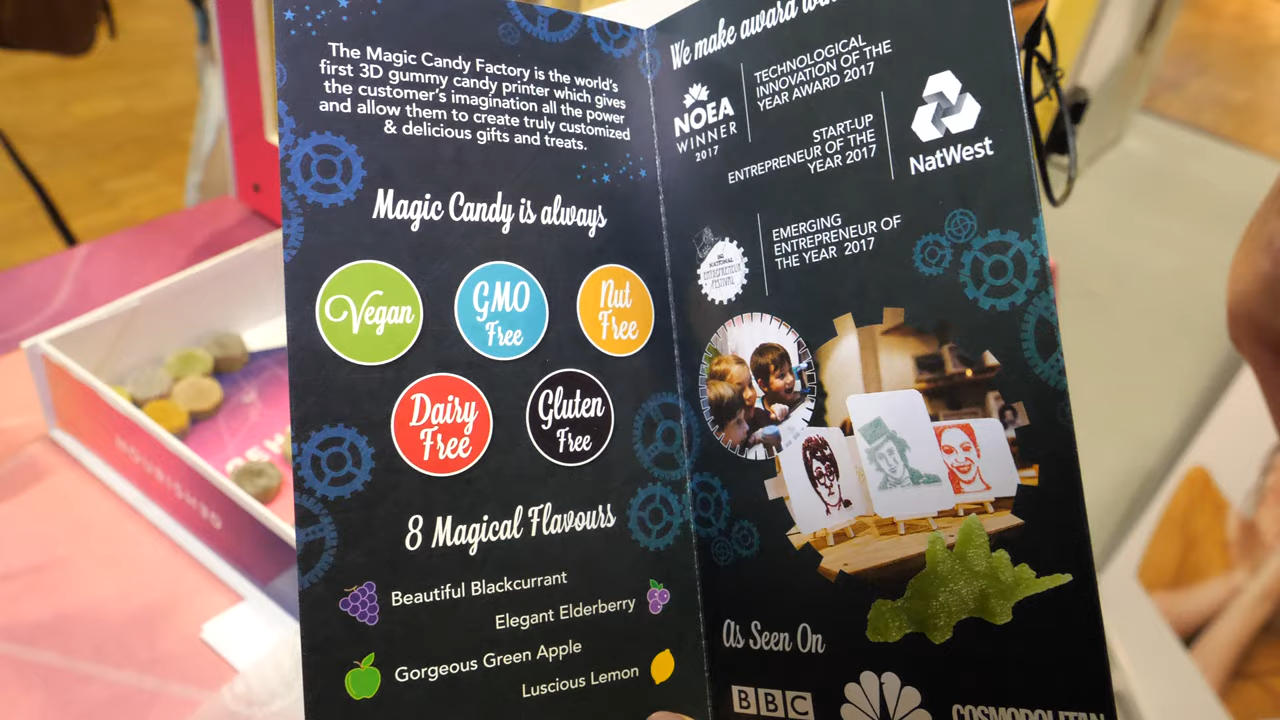 The Magic Candy Factory is the world's
first 3D gummy candy printer which gives
the customer's imagination all the power
and allow them to create truly customized
& delicious gifts and treats.
Magic Candy is always
Vegan
GMO
Free
Nut
Free
Dairy
Free
Gluten
Free
8 Magical Flavours
Beautiful Blackcurrant
Elegant Elderberry
Gorgeous Green Apple
Luscious Lemon
We make award
NOEA
WINNER
2017
TECHNOLOGICAL
INNOVATION OF THE
YEAR AWARD 2017
START-UP
ENTREPRENEUR OF THE
YEAR 2017
NatWest
NATIONAL
ENTREPRENEUR
FESTIVAL
EMERGING
ENTREPRENEUR OF
THE YEAR 2017
As Seen On
BBC
COSMOPOLITAN
NOURISH3D